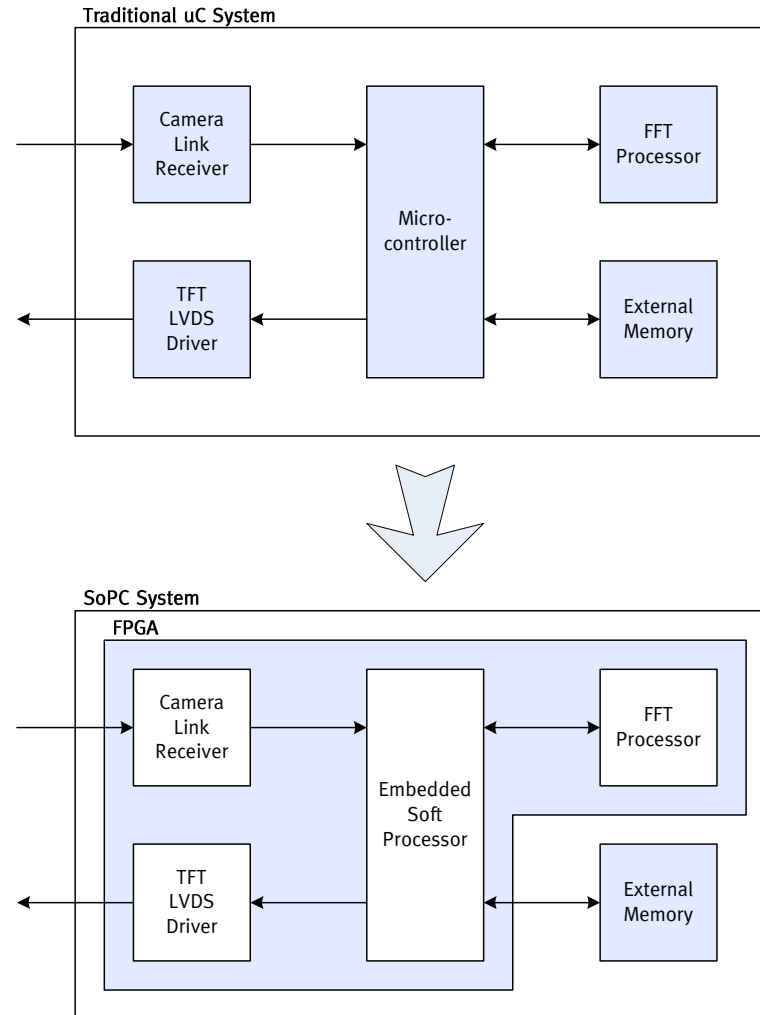 Traditional uC System
Camera
Link
Receiver
Micro-
controller
FFT
Processor
TFT
LVDS
Driver
External
Memory
SoPC System
FPGA
Camera
Link
Receiver
Embedded
Soft
Processor
FFT
Processor
TFT
LVDS
Driver
External
Memory